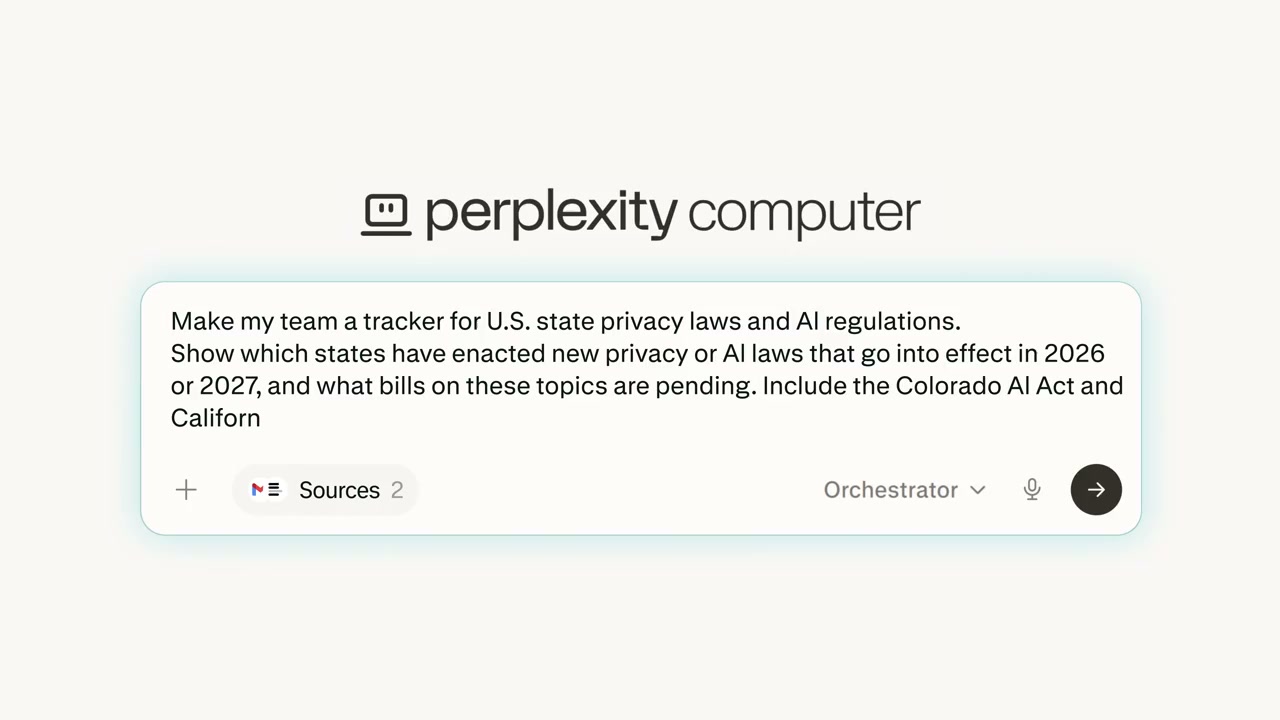 perplexity computer
Make my team a tracker for U.S. state privacy laws and AI regulations.
Show which states have enacted new privacy or AI laws that go into effect in 2026
or 2027, and what bills on these topics are pending. Include the Colorado AI Act and
Californ
Sources 2
Orchestrator